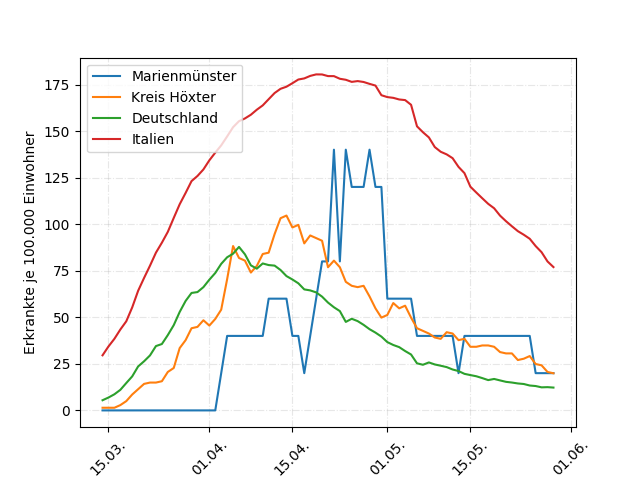 Marienmünster
Kreis Höxter
Deutschland
Italien
Erkrankte je 100.000 Einwohner
175
150
125
100
75
50
25
0
15.03.
01.04.
15.04.
01.05.
15.05.
01.06.